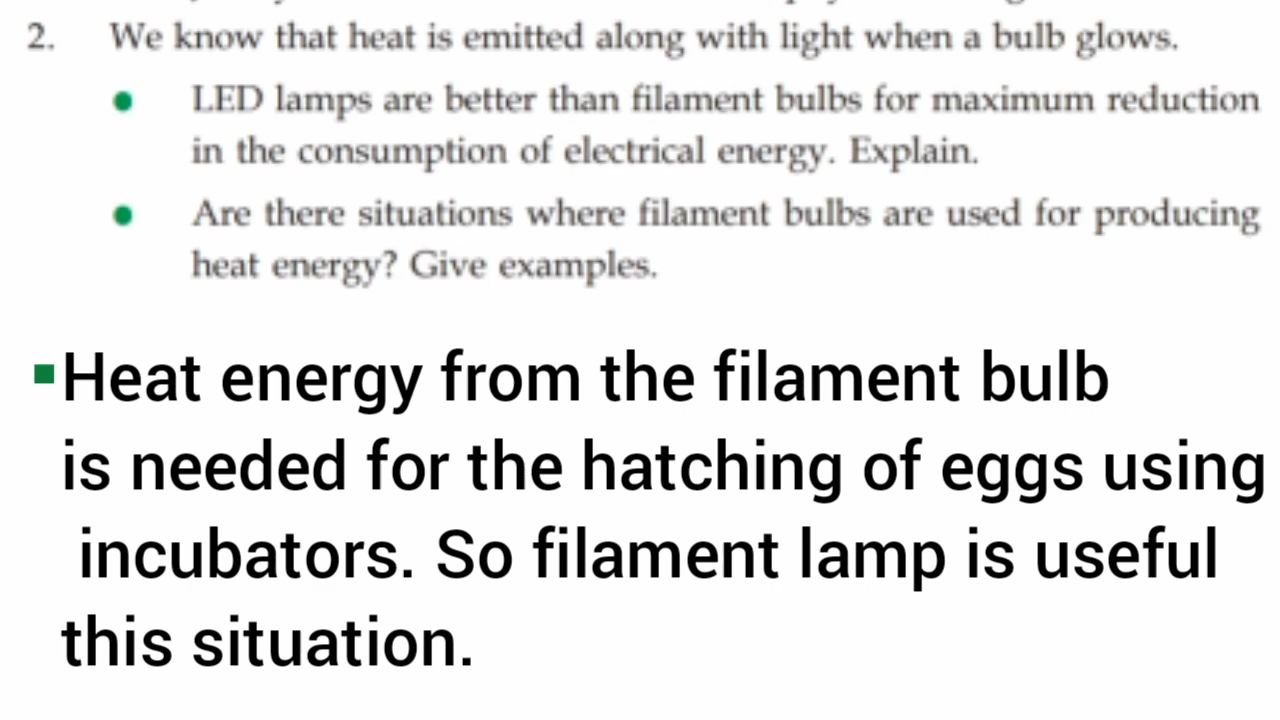 2. We know that heat is emitted along with light when a bulb glows.
● LED lamps are better than filament bulbs for maximum reduction
in the consumption of electrical energy. Explain.
● Are there situations where filament bulbs are used for producing
heat energy? Give examples.
▪Heat energy from the filament bulb
is needed for the hatching of eggs using
incubators. So filament lamp is useful
this situation.